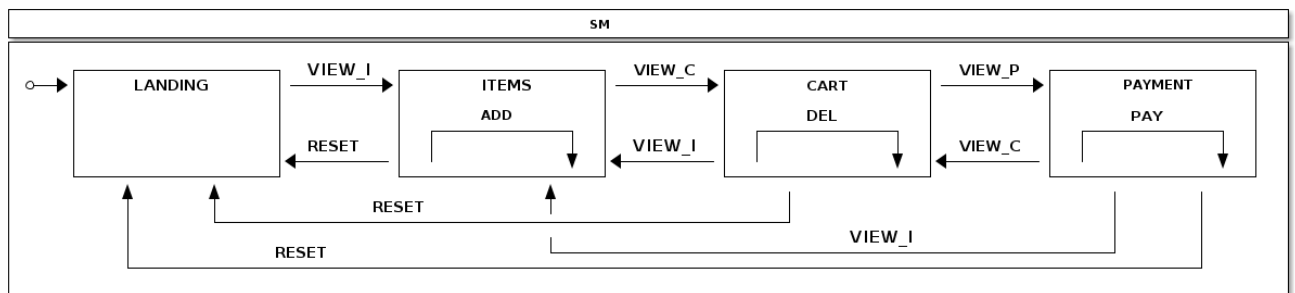 SM
VIEW_I VIEW_C VIEW_P
LANDING ITEMS CART PAYMENT
ADD DEL PAY
RESET VIEW_I VIEW_C
RESET
VIEW_I
RESET